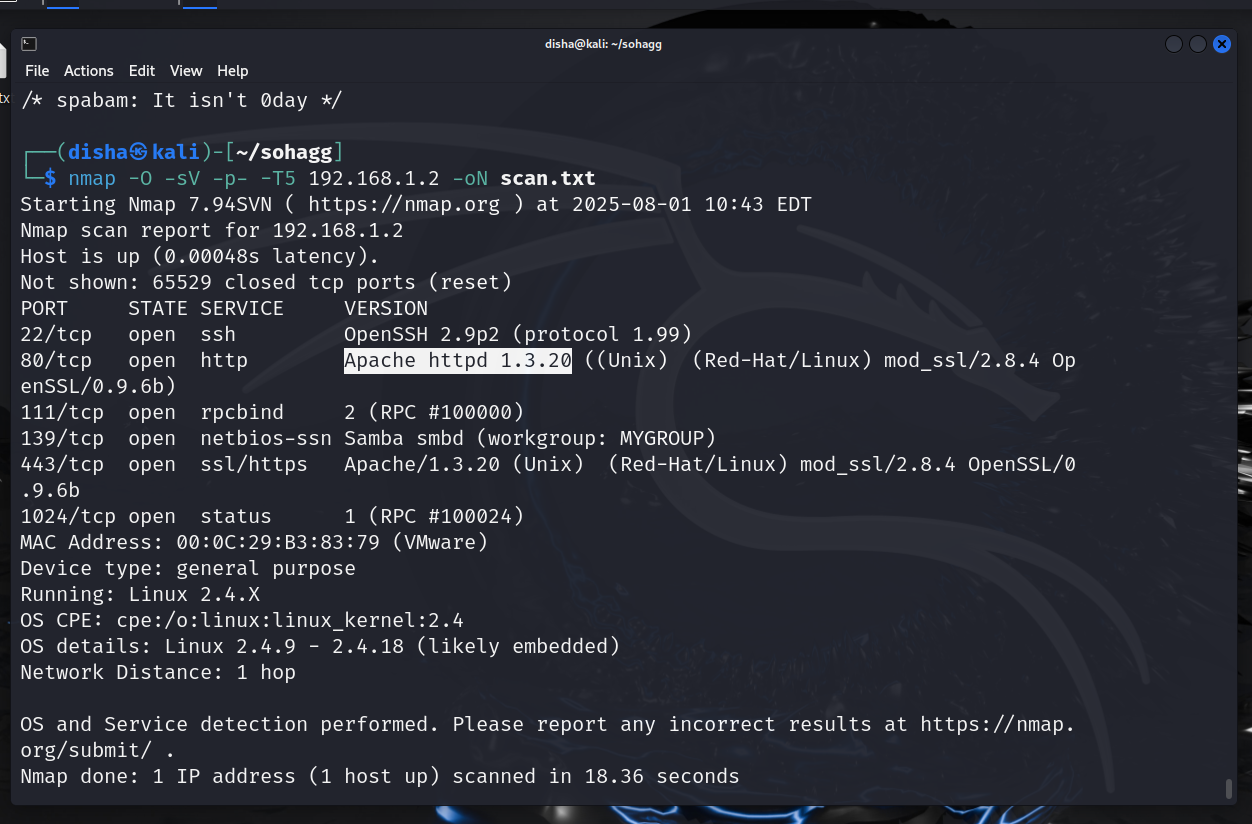 disha@kali: ~/sohagg
File Actions Edit View Help
tx
/* spabam: It isn't 0day */
┌──(disha㉿kali)-[~/sohagg]
└─$ nmap -O -sV -p- -T5 192.168.1.2 -oN scan.txt
Starting Nmap 7.94SVN ( https://nmap.org ) at 2025-08-01 10:43 EDT
Nmap scan report for 192.168.1.2
Host is up (0.00048s latency).
Not shown: 65529 closed tcp ports (reset)
PORT     STATE SERVICE     VERSION
22/tcp   open  ssh         OpenSSH 2.9p2 (protocol 1.99)
80/tcp   open  http        Apache httpd 1.3.20 ((Unix)  (Red-Hat/Linux) mod_ssl/2.8.4 Op
enSSL/0.9.6b)
111/tcp  open  rpcbind     2 (RPC #100000)
139/tcp  open  netbios-ssn Samba smbd (workgroup: MYGROUP)
443/tcp  open  ssl/https   Apache/1.3.20 (Unix)  (Red-Hat/Linux) mod_ssl/2.8.4 OpenSSL/0
.9.6b
1024/tcp open  status      1 (RPC #100024)
MAC Address: 00:0C:29:B3:83:79 (VMware)
Device type: general purpose
Running: Linux 2.4.X
OS CPE: cpe:/o:linux:linux_kernel:2.4
OS details: Linux 2.4.9 - 2.4.18 (likely embedded)
Network Distance: 1 hop
OS and Service detection performed. Please report any incorrect results at https://nmap.
org/submit/ .
Nmap done: 1 IP address (1 host up) scanned in 18.36 seconds